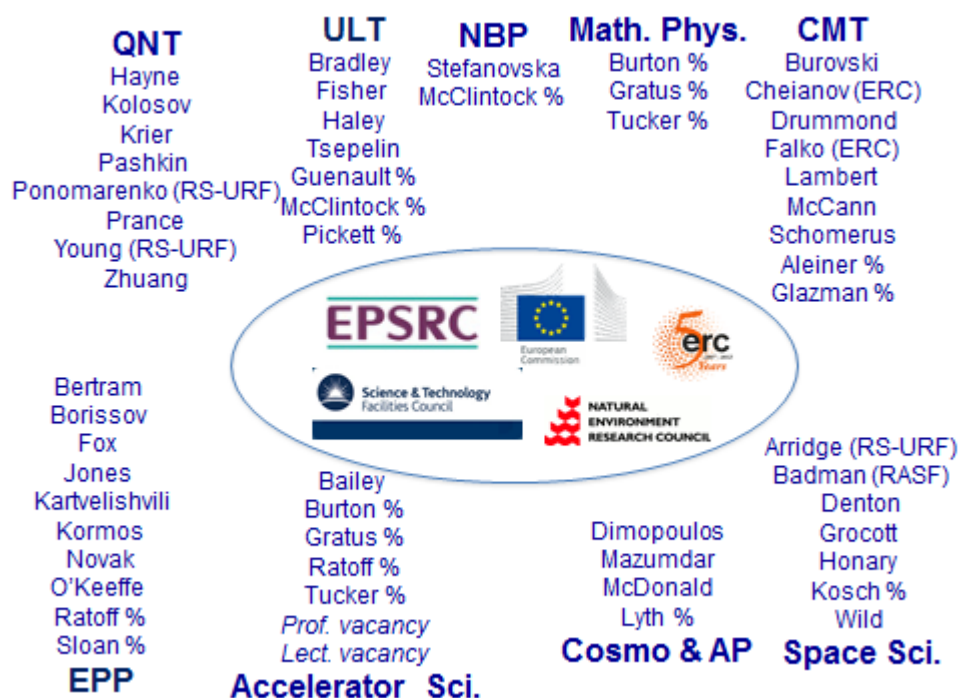 QNT
Hayne
Kolosov
Krier
Pashkin
Ponomarenko (RS-URF)
Prance
Young (RS-URF)
Zhuang
ULT
Bradley
Fisher
Haley
Tsepelin
Guenault %
McClintock %
Pickett %
NBP
Stefanovska
McClintock %
Math. Phys.
Burton %
Gratus %
Tucker %
CMT
Burovski
Cheianov (ERC)
Drummond
Falko (ERC)
Lambert
McCann
Schomerus
Aleiner %
Glazman %
EPSRC
European
Commission
5 erc
Years
Science & Technology
Facilities Council
NATURAL
ENVIRONMENT
RESEARCH COUNCIL
Bertram
Borissov
Fox
Jones
Kartvelishvili
Kormos
Novak
O'Keeffe
Ratoff %
Sloan %
EPP
Bailey
Burton %
Gratus %
Ratoff %
Tucker %
Prof. vacancy
Lect. vacancy
Accelerator Sci.
Dimopoulos
Mazumdar
McDonald
Lyth %
Cosmo & AP
Arridge (RS-URF)
Badman (RASF)
Denton
Grocott
Honary
Kosch %
Wild
Space Sci.